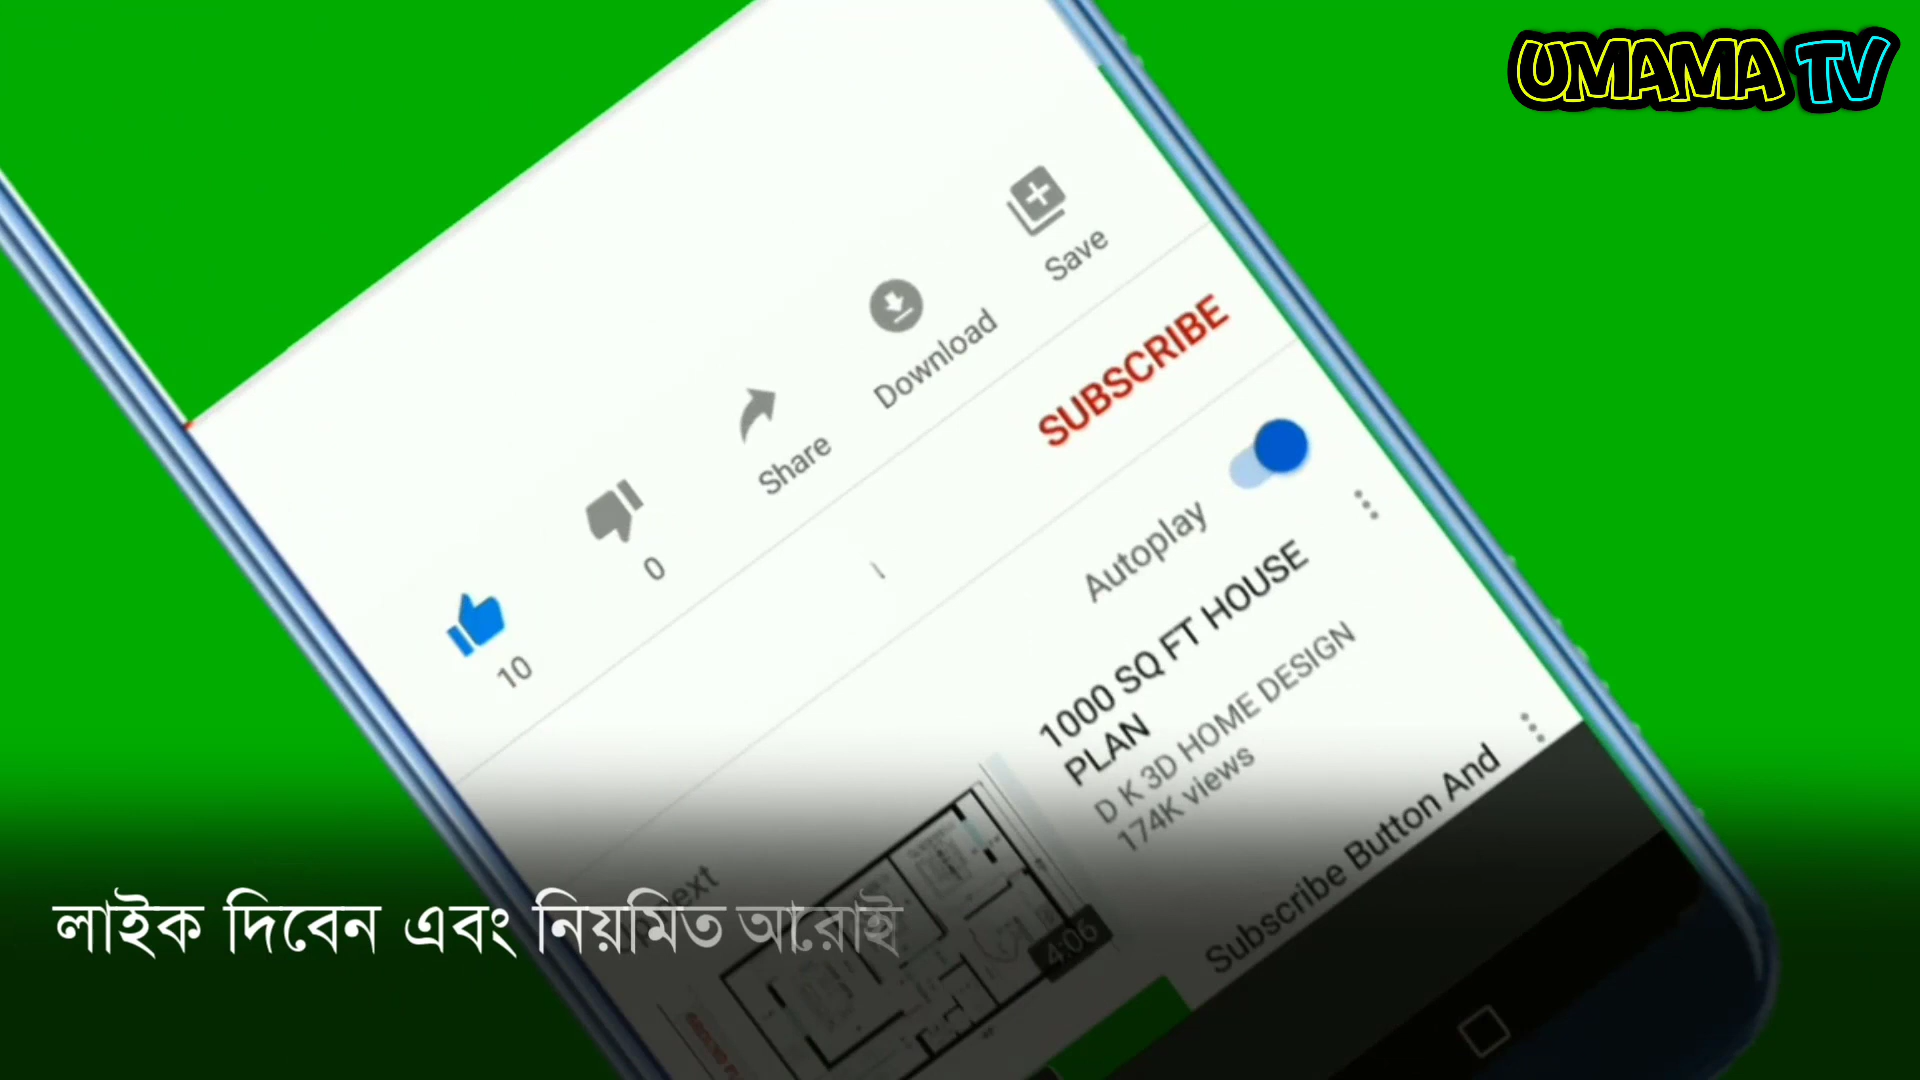 UMAMA TV
Save
Download
Share
0
10
SUBSCRIBE
Autoplay
1000 SQ FT HOUSE
PLAN
D K 3D HOME DESIGN
174K views
4:06
Subscribe Button And
লাইক দিবেন এবং নিয়মিত আরোই